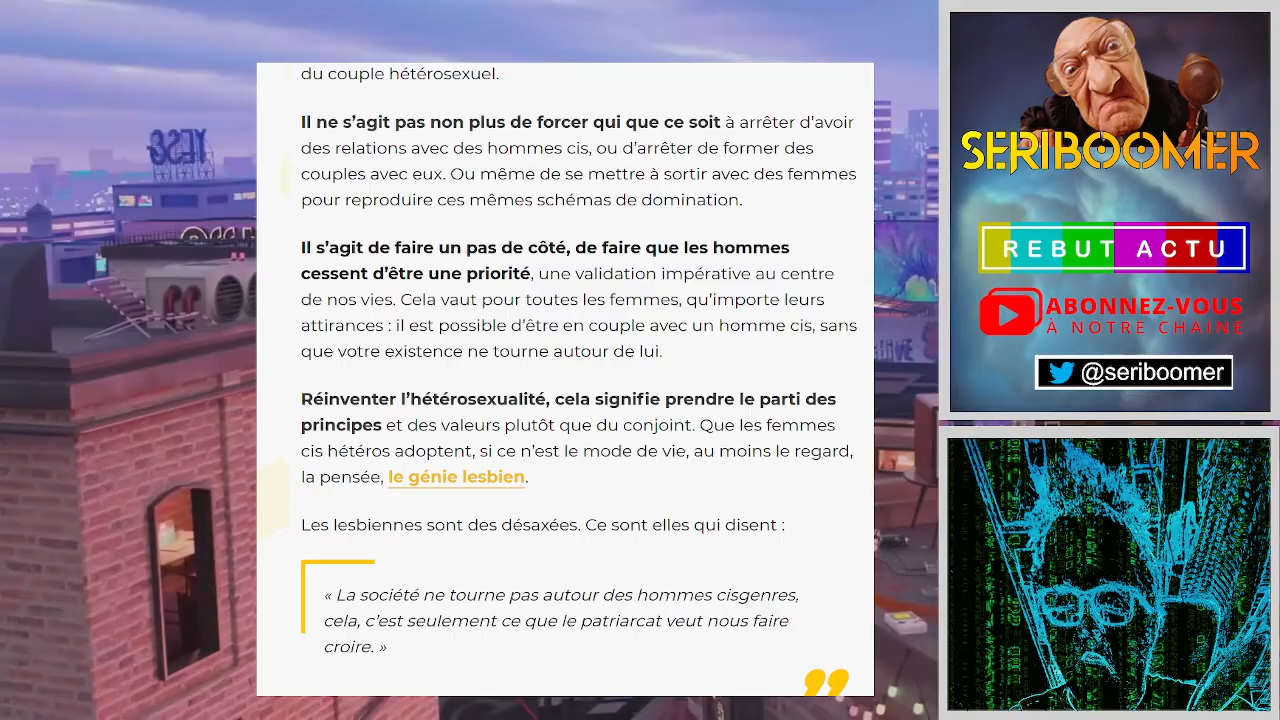 du couple hétérosexuel.
Il ne s’agit pas non plus de forcer qui que ce soit à arrêter d’avoir
des relations avec des hommes cis, ou d’arrêter de former des
couples avec eux. Ou même de se mettre à sortir avec des femmes
pour reproduire ces mêmes schémas de domination.
Il s’agit de faire un pas de côté, de faire que les hommes
cessent d’être une priorité, une validation impérative au centre
de nos vies. Cela vaut pour toutes les femmes, qu’importe leurs
attirances : il est possible d’être en couple avec un homme cis, sans
que votre existence ne tourne autour de lui.
Réinventer l’hétérosexualité, cela signifie prendre le parti des
principes et des valeurs plutôt que du conjoint. Que les femmes
cis hétéros adoptent, si ce n’est le mode de vie, au moins le regard,
la pensée, le génie lesbien.
Les lesbiennes sont des désaxées. Ce sont elles qui disent :
« La société ne tourne pas autour des hommes cisgenres,
cela, c’est seulement ce que le patriarcat veut nous faire
croire. »
SERIBOOMER
REBUT ACTU
ABONNEZ-VOUS
À NOTRE CHAINE
@seriboomer